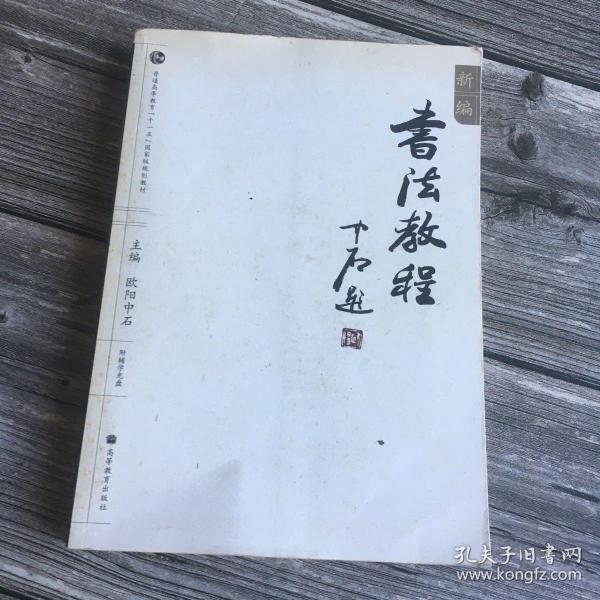 新编
書法教程
中石题
普通高等教育“十一五”国家级规划教材
主编 欧阳中石
附辅学光盘
高等教育出版社
孔夫子旧书网
www.kongfz.com